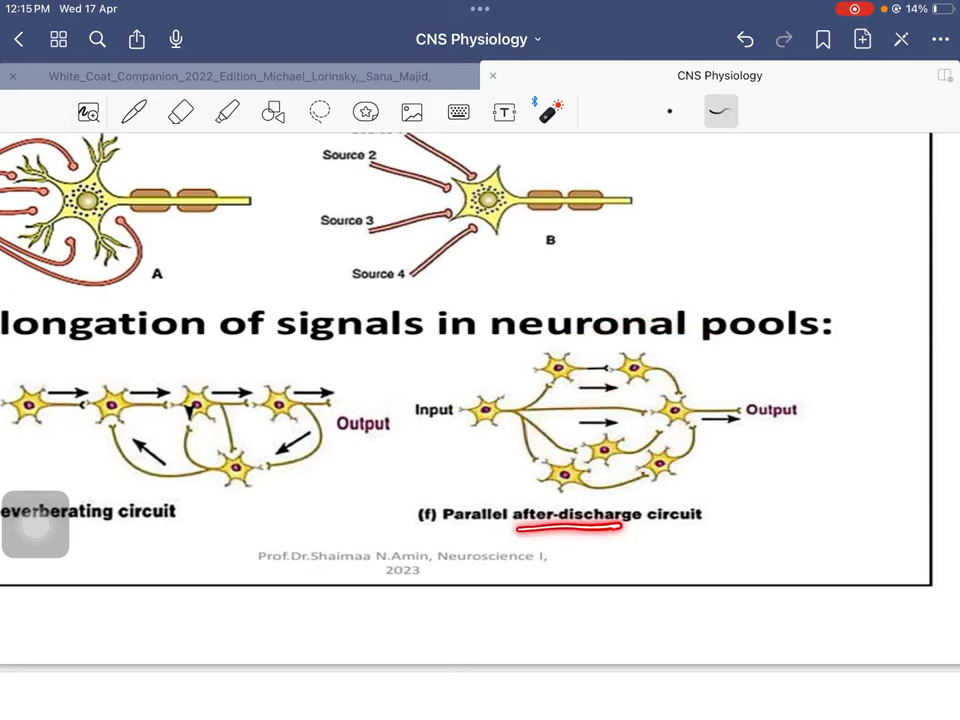 12:15 PM Wed 17 Apr
14%
CNS Physiology
White_Coat_Companion_2022_Edition_Michael_Lorinsky,_Sana_Majid,
CNS Physiology
T
Source 2
Source 3
B
A
Source 4
longation of signals in neuronal pools:
Input
Output
Output
everberating circuit
(f) Parallel after-discharge circuit
Prof.Dr.Shaimaa N.Amin, Neuroscience I,
2023